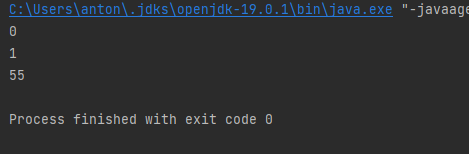 C:\Users\anton\.jdks\openjdk-19.0.1\bin\java.exe "-javaage
0
1
55
Process finished with exit code 0